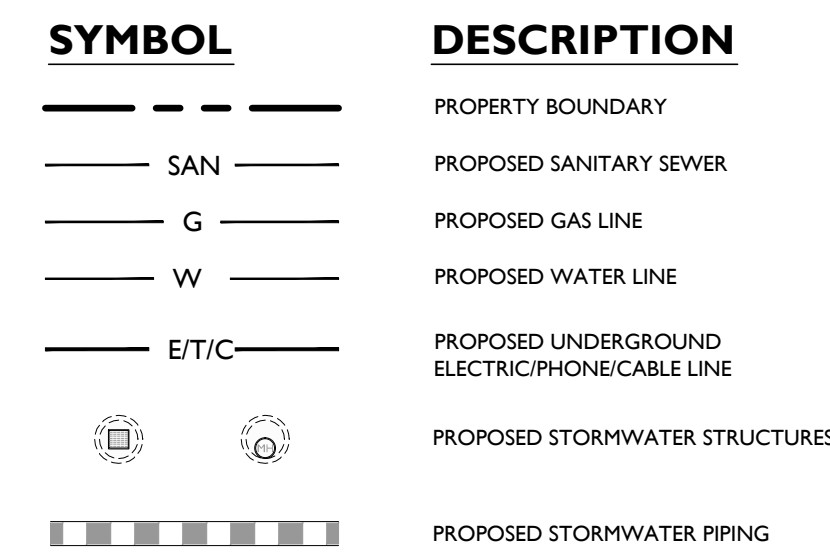 SYMBOL DESCRIPTION
PROPERTY BOUNDARY
SAN PROPOSED SANITARY SEWER
G PROPOSED GAS LINE
W PROPOSED WATER LINE
E/T/C PROPOSED UNDERGROUND
ELECTRIC/PHONE/CABLE LINE
MH PROPOSED STORMWATER STRUCTURES
PROPOSED STORMWATER PIPING